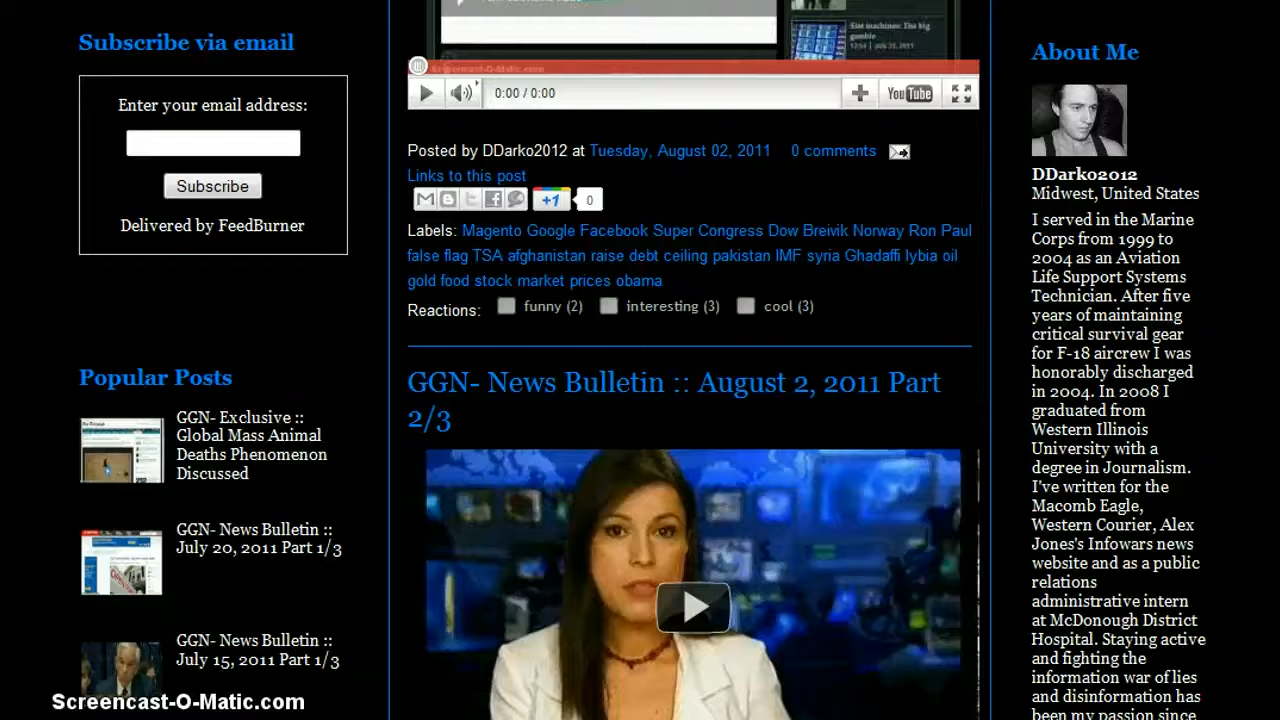 Subscribe via email
Enter your email address:
Subscribe
Delivered by FeedBurner
Popular Posts
GGN- Exclusive ::
Global Mass Animal
Deaths Phenomenon
Discussed
GGN- News Bulletin ::
July 20, 2011 Part 1/3
GGN- News Bulletin ::
July 15, 2011 Part 1/3
Screencast-O-Matic.com
Slot machines: The big
gamble
Screencast-O-Matic.com
0:00 / 0:00
YouTube
Posted by DDarko2012 at Tuesday, August 02, 2011 0 comments
Links to this post
+1 0
Labels: Magento Google Facebook Super Congress Dow Breivik Norway Ron Paul
false flag TSA afghanistan raise debt ceiling pakistan IMF syria Ghadaffi lybia oil
gold food stock market prices obama
Reactions: funny (2) interesting (3) cool (3)
GGN- News Bulletin :: August 2, 2011 Part
2/3
About Me
DDarko2012
Midwest, United States
I served in the Marine
Corps from 1999 to
2004 as an Aviation
Life Support Systems
Technician. After five
years of maintaining
critical survival gear
for F-18 aircrew I was
honorably discharged
in 2004. In 2008 I
graduated from
Western Illinois
University with a
degree in Journalism.
I've written for the
Macomb Eagle,
Western Courier, Alex
Jones's Infowars news
website and as a public
relations
administrative intern
at McDonough District
Hospital. Staying active
and fighting the
information war of lies
and disinformation has
been my passion since